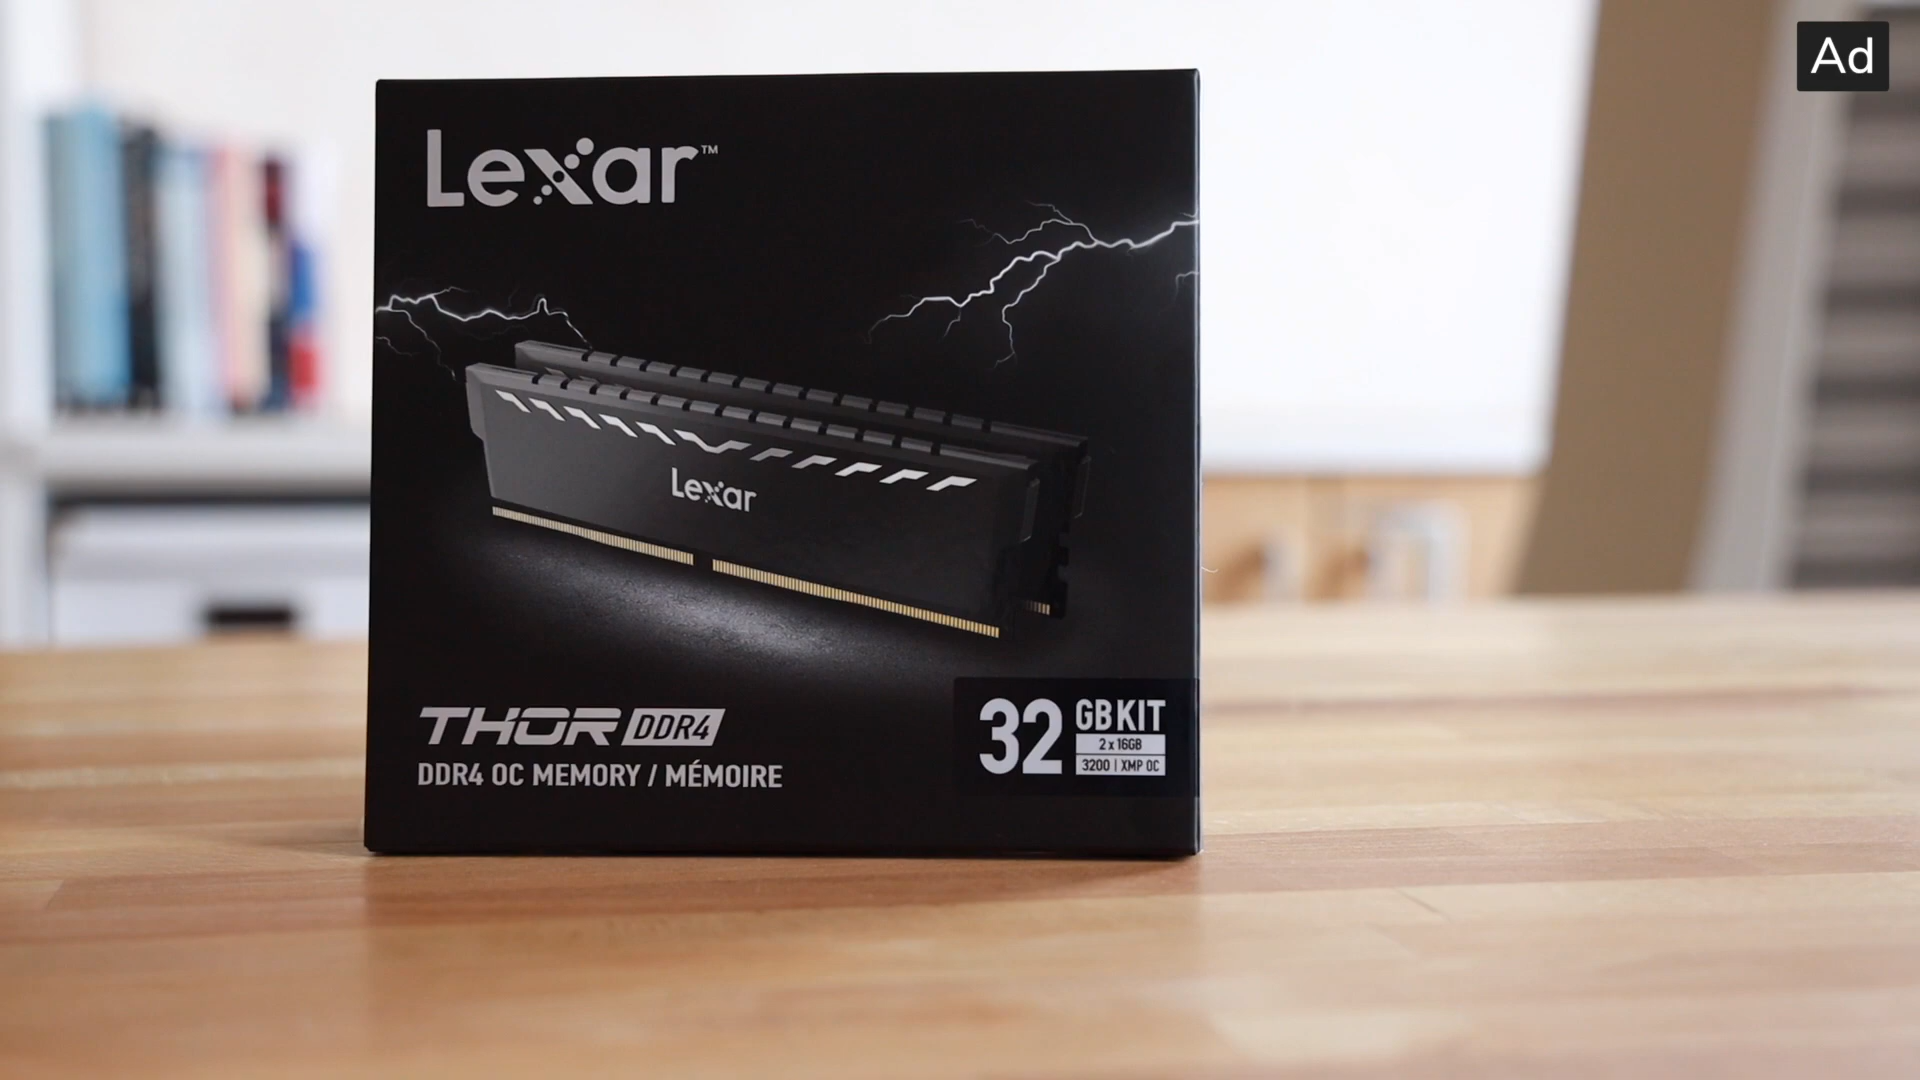 Ad
Lexar™
Lexar
THOR DDR4
DDR4 OC MEMORY / MÉMOIRE
32 GB KIT
2 x 16GB
3200 | XMP OC